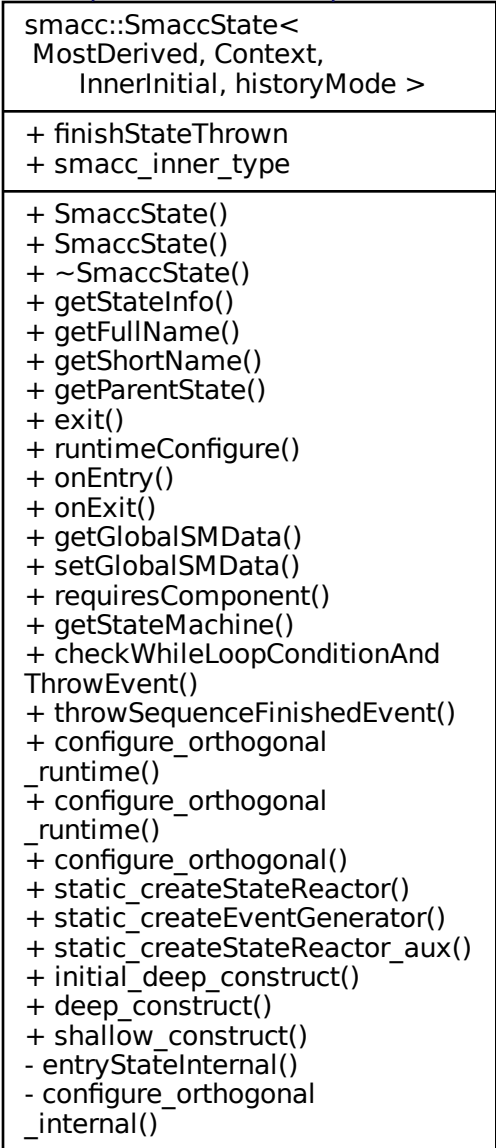 smacc::SmaccState<
MostDerived, Context,
InnerInitial, historyMode >
+ finishStateThrown
+ smacc_inner_type
+ SmaccState()
+ SmaccState()
+ ~SmaccState()
+ getStateInfo()
+ getFullName()
+ getShortName()
+ getParentState()
+ exit()
+ runtimeConfigure()
+ onEntry()
+ onExit()
+ getGlobalSMData()
+ setGlobalSMData()
+ requiresComponent()
+ getStateMachine()
+ checkWhileLoopConditionAnd
ThrowEvent()
+ throwSequenceFinishedEvent()
+ configure_orthogonal
_runtime()
+ configure_orthogonal
_runtime()
+ configure_orthogonal()
+ static_createStateReactor()
+ static_createEventGenerator()
+ static_createStateReactor_aux()
+ initial_deep_construct()
+ deep_construct()
+ shallow_construct()
- entryStateInternal()
- configure_orthogonal
_internal()